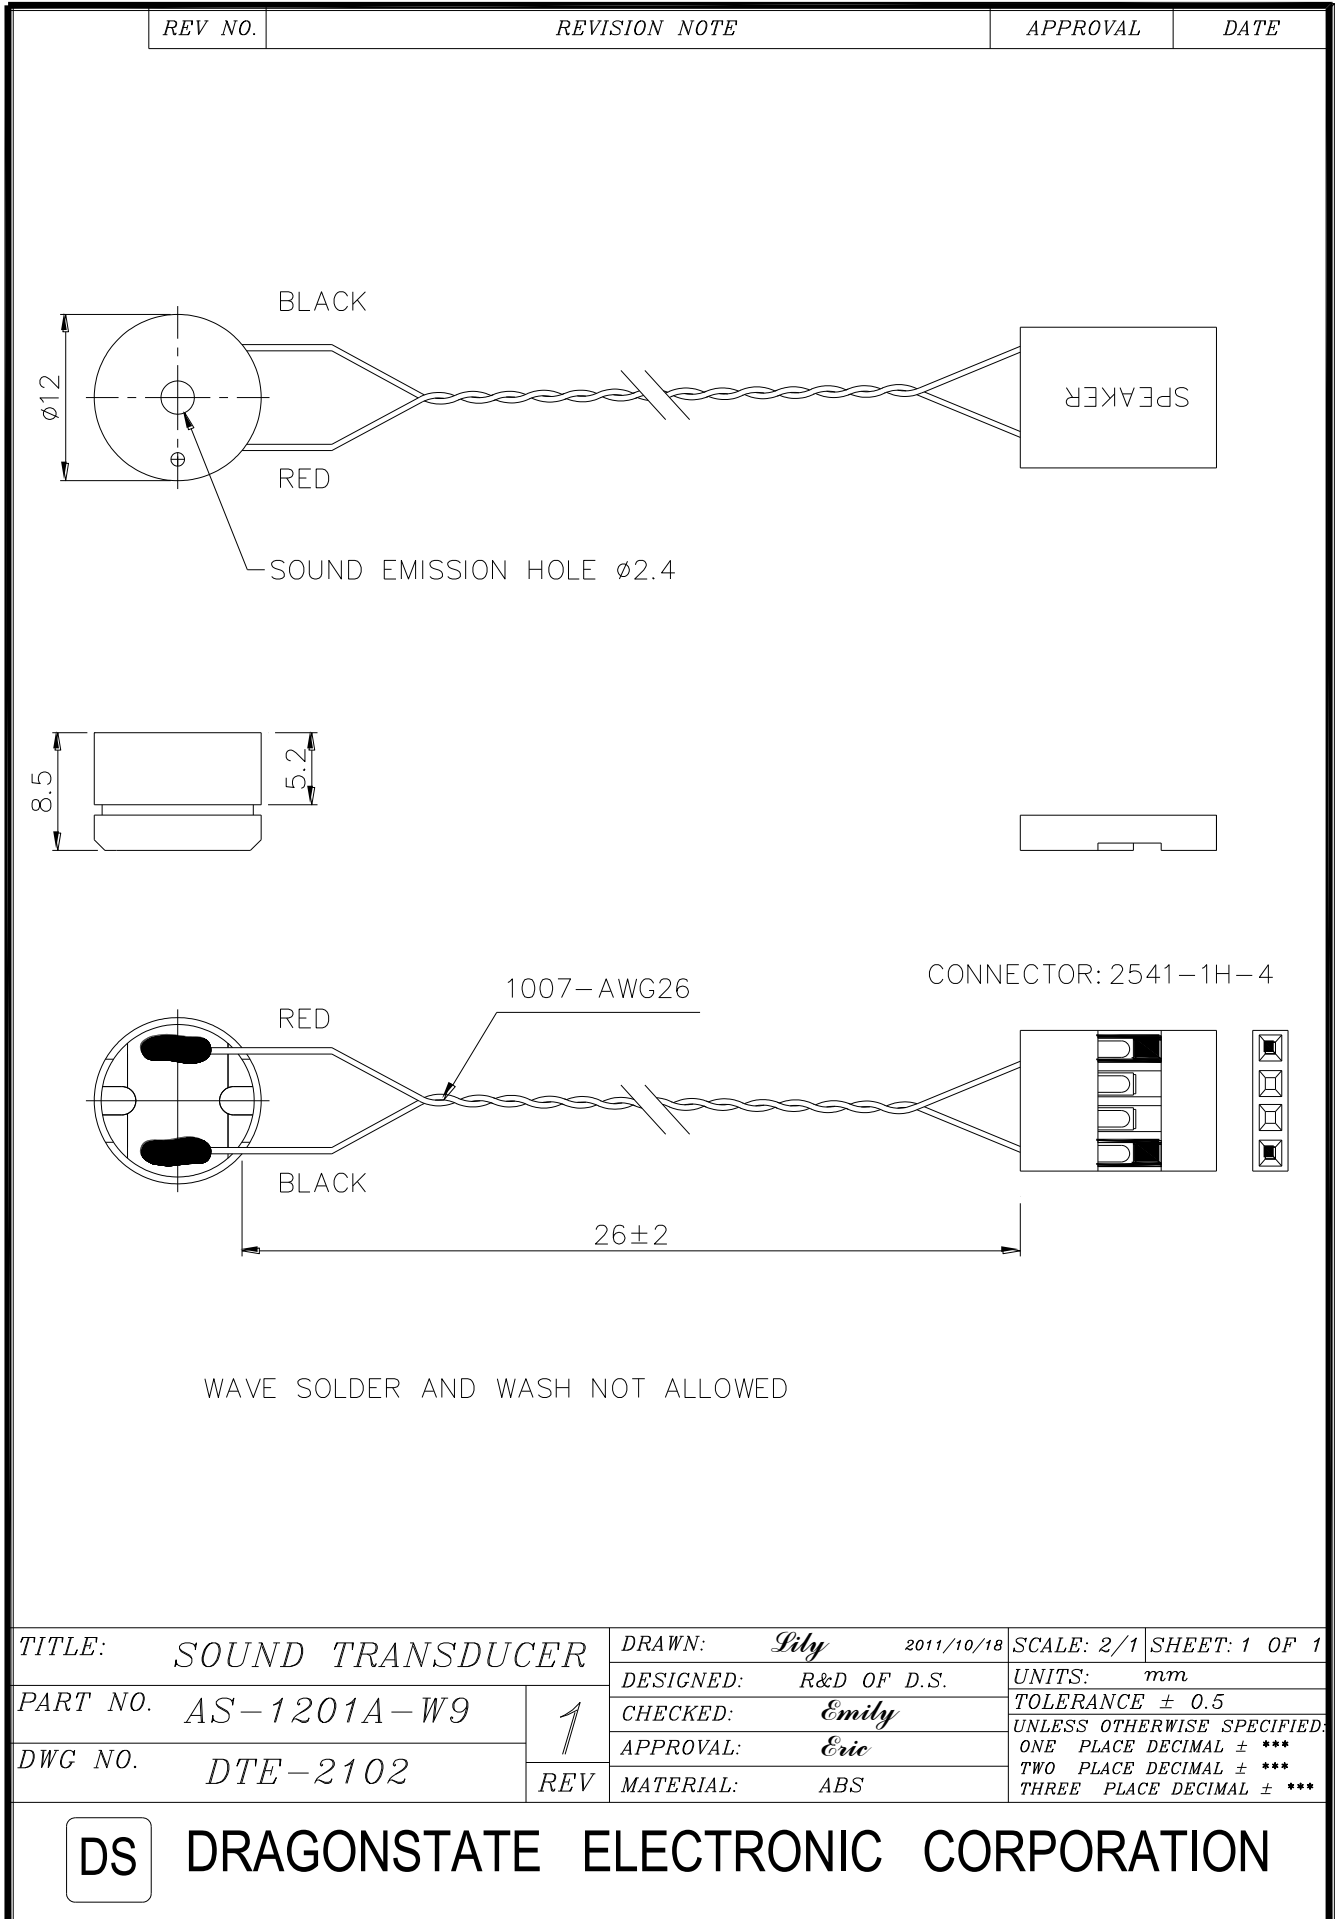 REV NO. REVISION NOTE APPROVAL DATE
BLACK
ø12
SPEAKER
RED
SOUND EMISSION HOLE ø2.4
8.5
5.2
CONNECTOR:2541-1H-4
1007-AWG26
RED
BLACK
26±2
WAVE SOLDER AND WASH NOT ALLOWED
TITLE: SOUND TRANSDUCER
PART NO. AS-1201A-W9
DWG NO. DTE-2102
1
REV
DRAWN: Lily 2011/10/18
DESIGNED: R&D OF D.S.
CHECKED: Emily
APPROVAL: Eric
MATERIAL: ABS
SCALE: 2/1 SHEET: 1 OF 1
UNITS: mm
TOLERANCE ± 0.5
UNLESS OTHERWISE SPECIFIED:
ONE PLACE DECIMAL ± ***
TWO PLACE DECIMAL ± ***
THREE PLACE DECIMAL ± ***
DS DRAGONSTATE ELECTRONIC CORPORATION